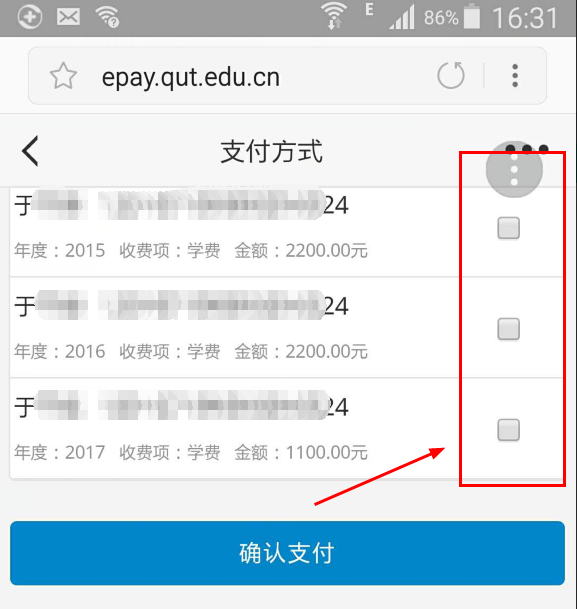 E 86% 16:31
epay.qut.edu.cn
支付方式
于 24
年度：2015 收费项：学费 金额：2200.00元
于 24
年度：2016 收费项：学费 金额：2200.00元
于 24
年度：2017 收费项：学费 金额：1100.00元
确认支付